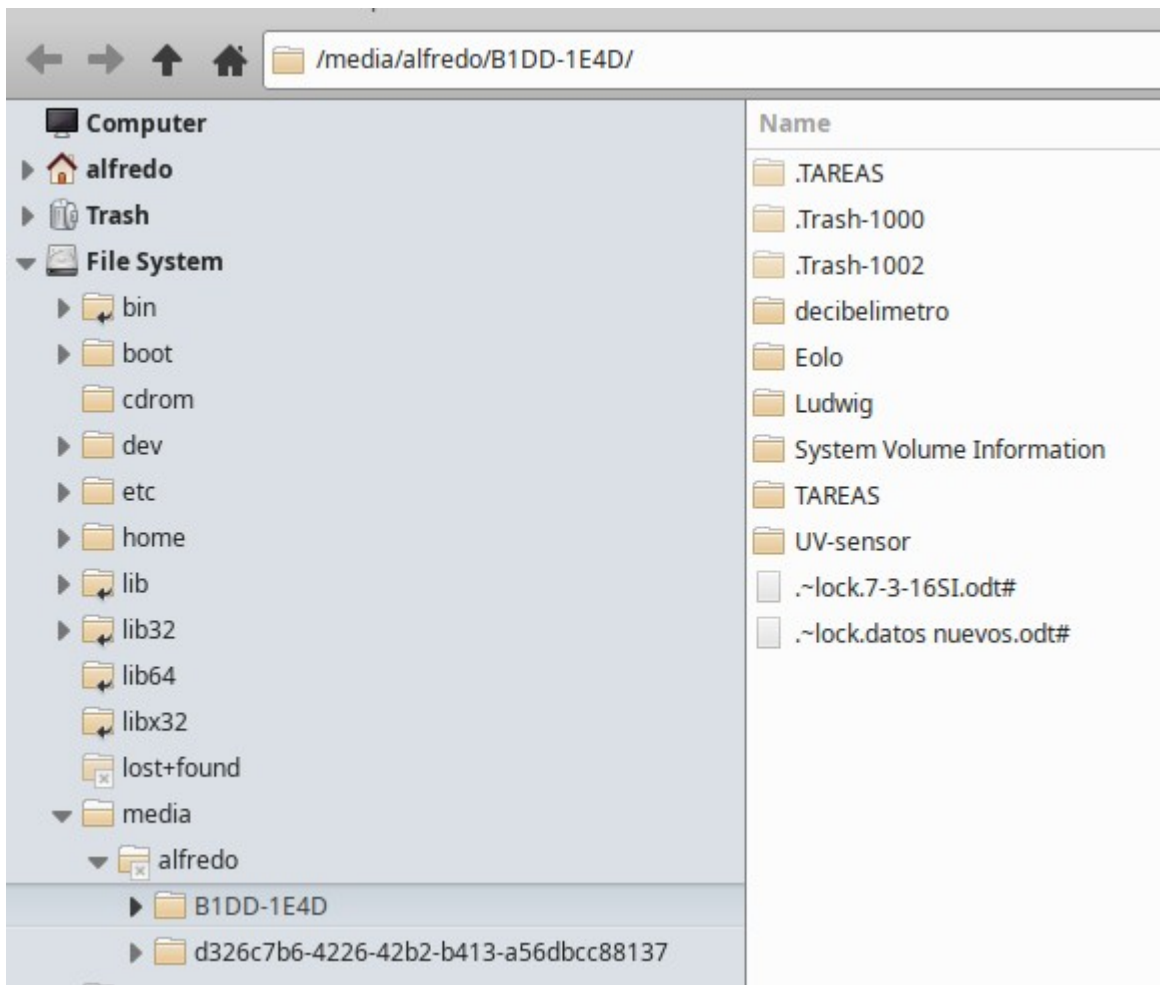 /media/alfredo/B1DD-1E4D/
Computer
alfredo
Trash
File System
bin
boot
cdrom
dev
etc
home
lib
lib32
lib64
libx32
lost+found
media
alfredo
B1DD-1E4D
d326c7b6-4226-42b2-b413-a56dbcc88137
Name
.TAREAS
.Trash-1000
.Trash-1002
decibelimetro
Eolo
Ludwig
System Volume Information
TAREAS
UV-sensor
.~lock.7-3-16SI.odt#
.~lock.datos nuevos.odt#